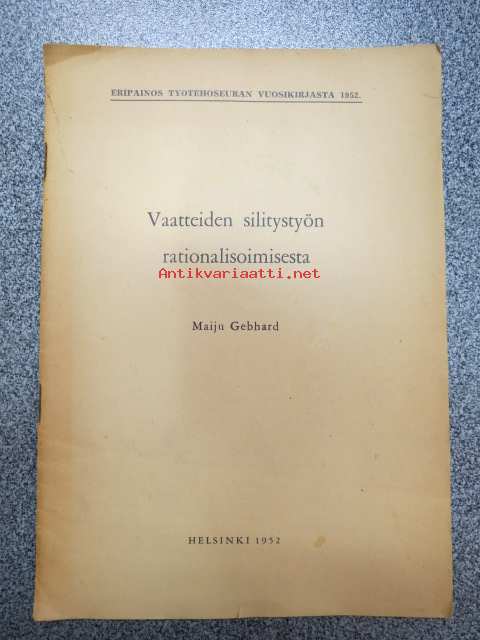 ERIPAINOS TYÖTEHOSEURAN VUOSIKIRJASTA 1952.
Vaatteiden silitystyön
rationalisoimisesta
Antikvariaatti.net
Maiju Gebhard
HELSINKI 1952